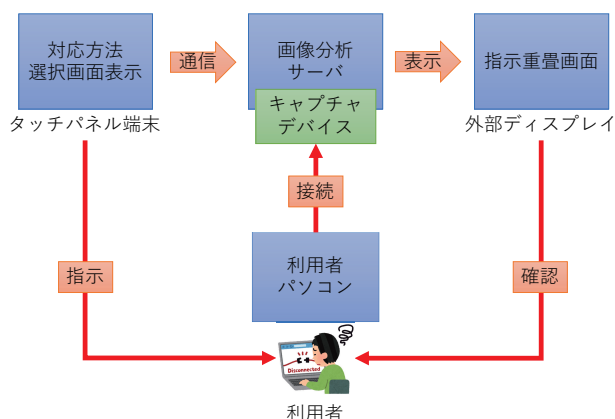 対応方法
選択画面表示
通信
画像分析
サーバ
表示
指示重畳画面
キャプチャ
デバイス
タッチパネル端末
外部ディスプレイ
接続
指示
利用者
パソコン
確認
Disconnected
利用者